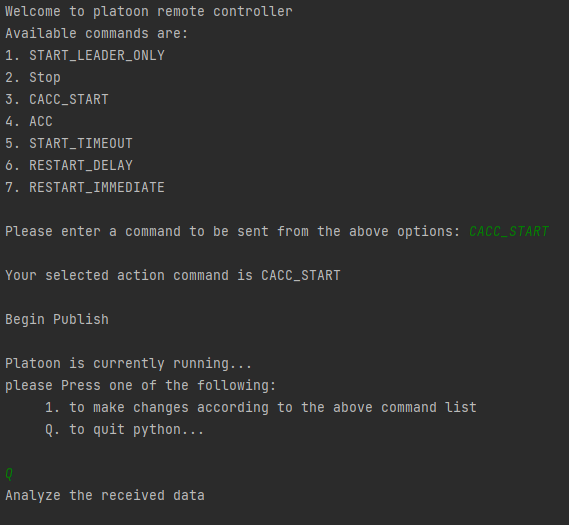 Welcome to platoon remote controller
Available commands are:
1. START_LEADER_ONLY
2. Stop
3. CACC_START
4. ACC
5. START_TIMEOUT
6. RESTART_DELAY
7. RESTART_IMMEDIATE
Please enter a command to be sent from the above options: CACC_START
Your selected action command is CACC_START
Begin Publish
Platoon is currently running...
please Press one of the following:
1. to make changes according to the above command list
Q. to quit python...
Q
Analyze the received data